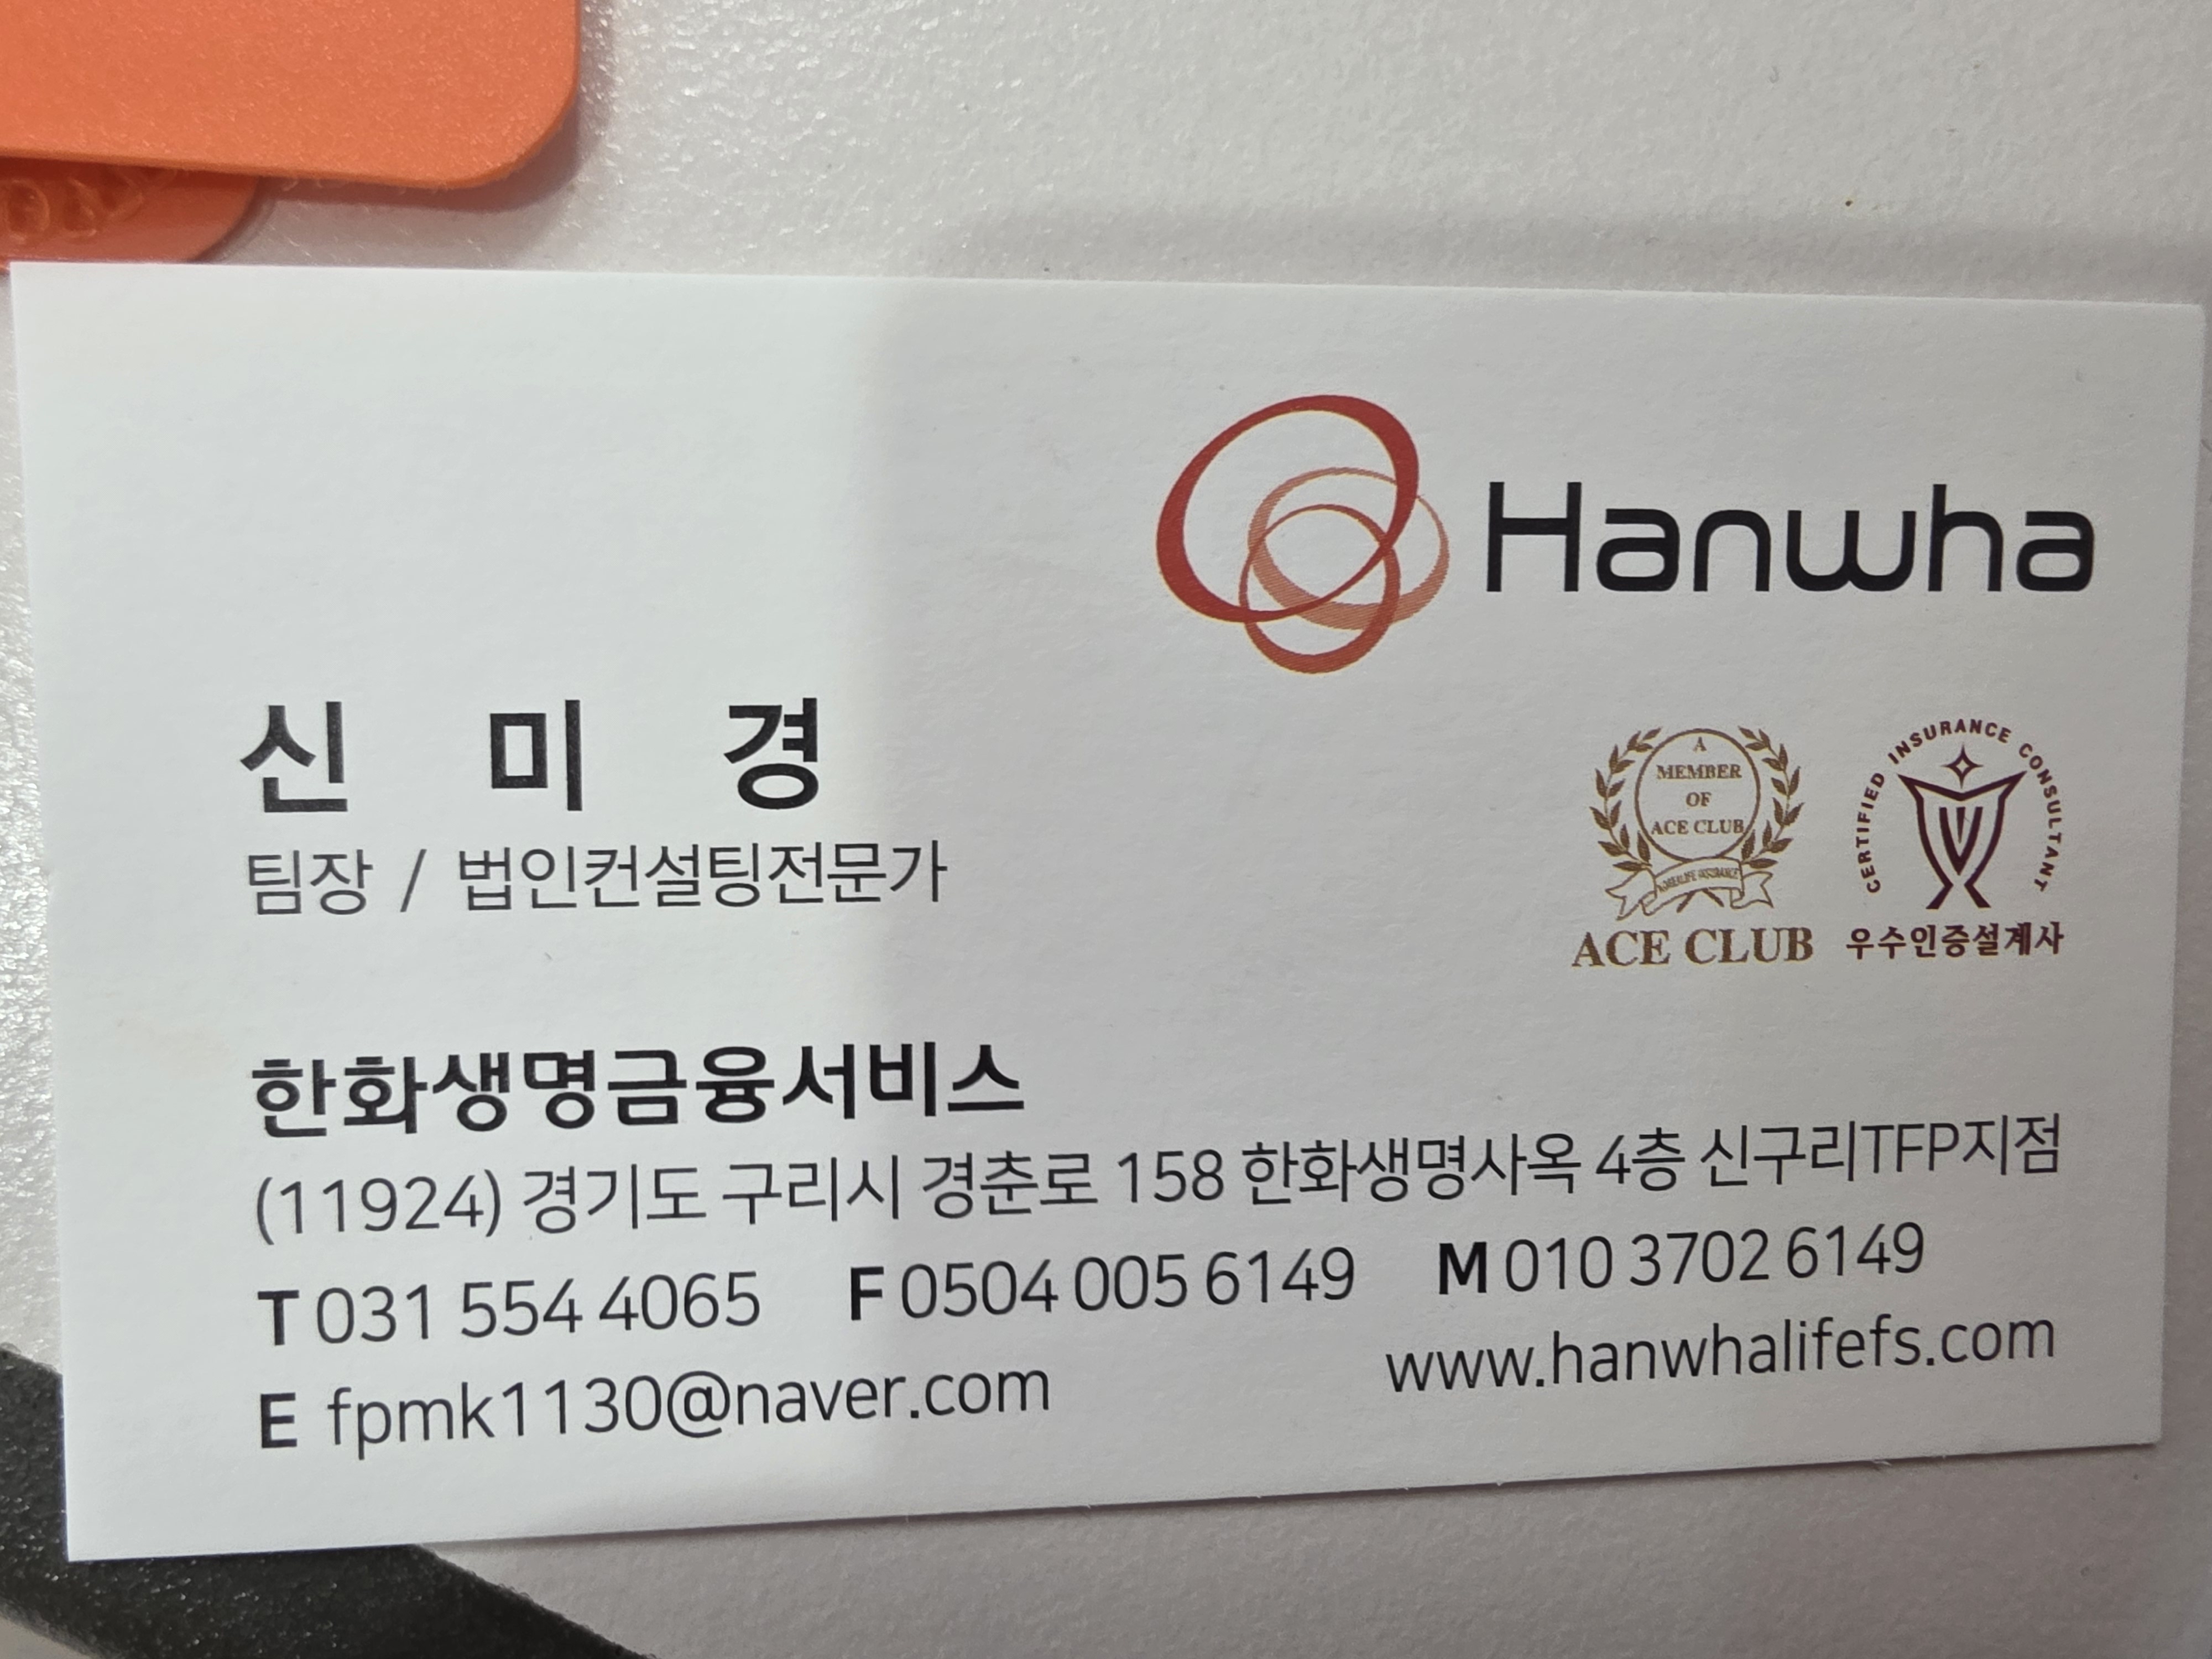 Hanwha
신 미 경
팀장 / 법인컨설팅전문가
A
MEMBER
OF
ACE CLUB
ACE CLUB
CERTIFIED INSURANCE CONSULTANT
우수인증설계사
한화생명금융서비스
(11924) 경기도 구리시 경춘로 158 한화생명사옥 4층 신구리TFP지점
T 031 554 4065 F 0504 005 6149 M 010 3702 6149
E fpmk1130@naver.com www.hanwhalifefs.com